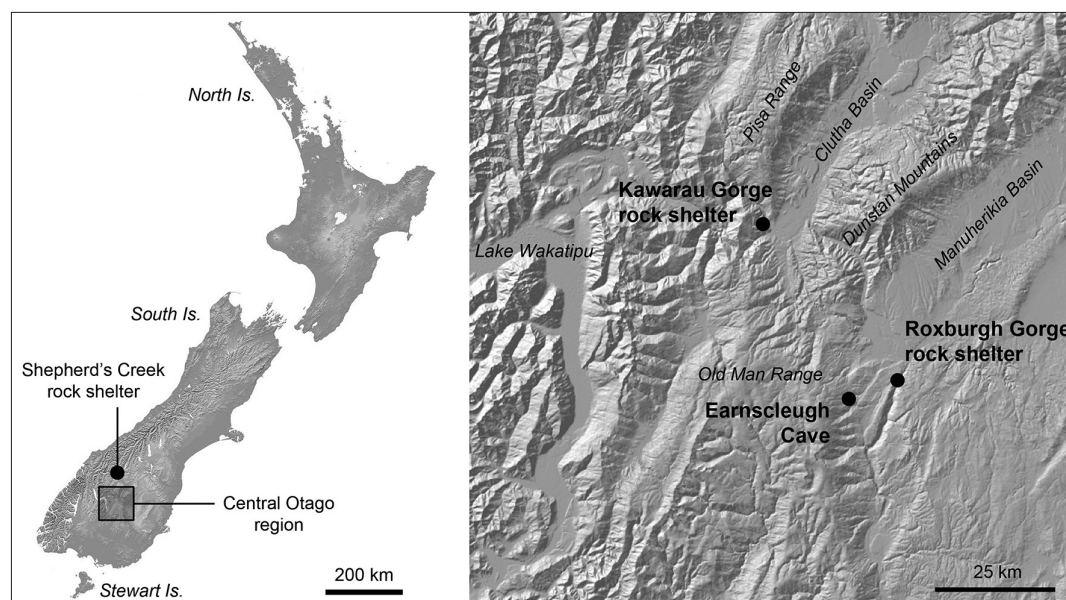 North Is.
South Is.
Shepherd's Creek
rock shelter
Central Otago
region
Stewart Is.
200 km
Pisa Range
Clutha Basin
Kawarau Gorge
rock shelter
Dunstan Mountains
Manuherikia Basin
Lake Wakatipu
Roxburgh Gorge
rock shelter
Old Man Range
Earnscleugh
Cave
25 km